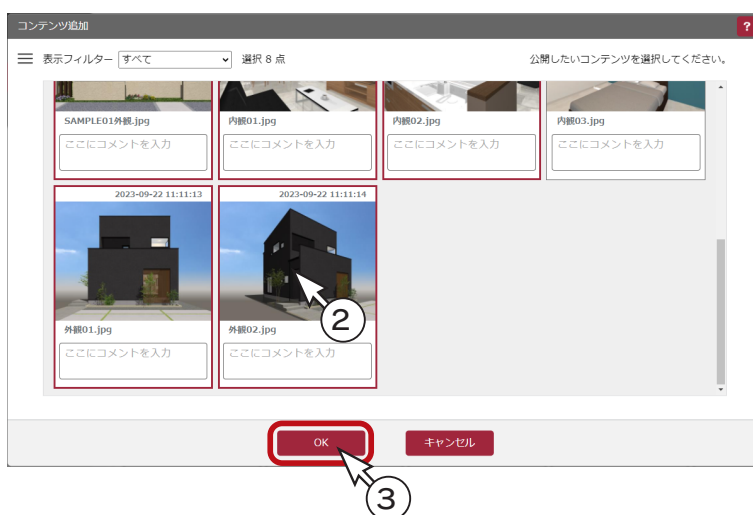 コンテンツ追加
?
表示フィルター すべて 選択 8 点 公開したいコンテンツを選択してください。
SAMPLE01外観.jpg 内観01.jpg 内観02.jpg 内観03.jpg
ここにコメントを入力 ここにコメントを入力 ここにコメントを入力 ここにコメントを入力
2023-09-22 11:11:13 2023-09-22 11:11:14
2
外観01.jpg 外観02.jpg
ここにコメントを入力 ここにコメントを入力
OK キャンセル
3